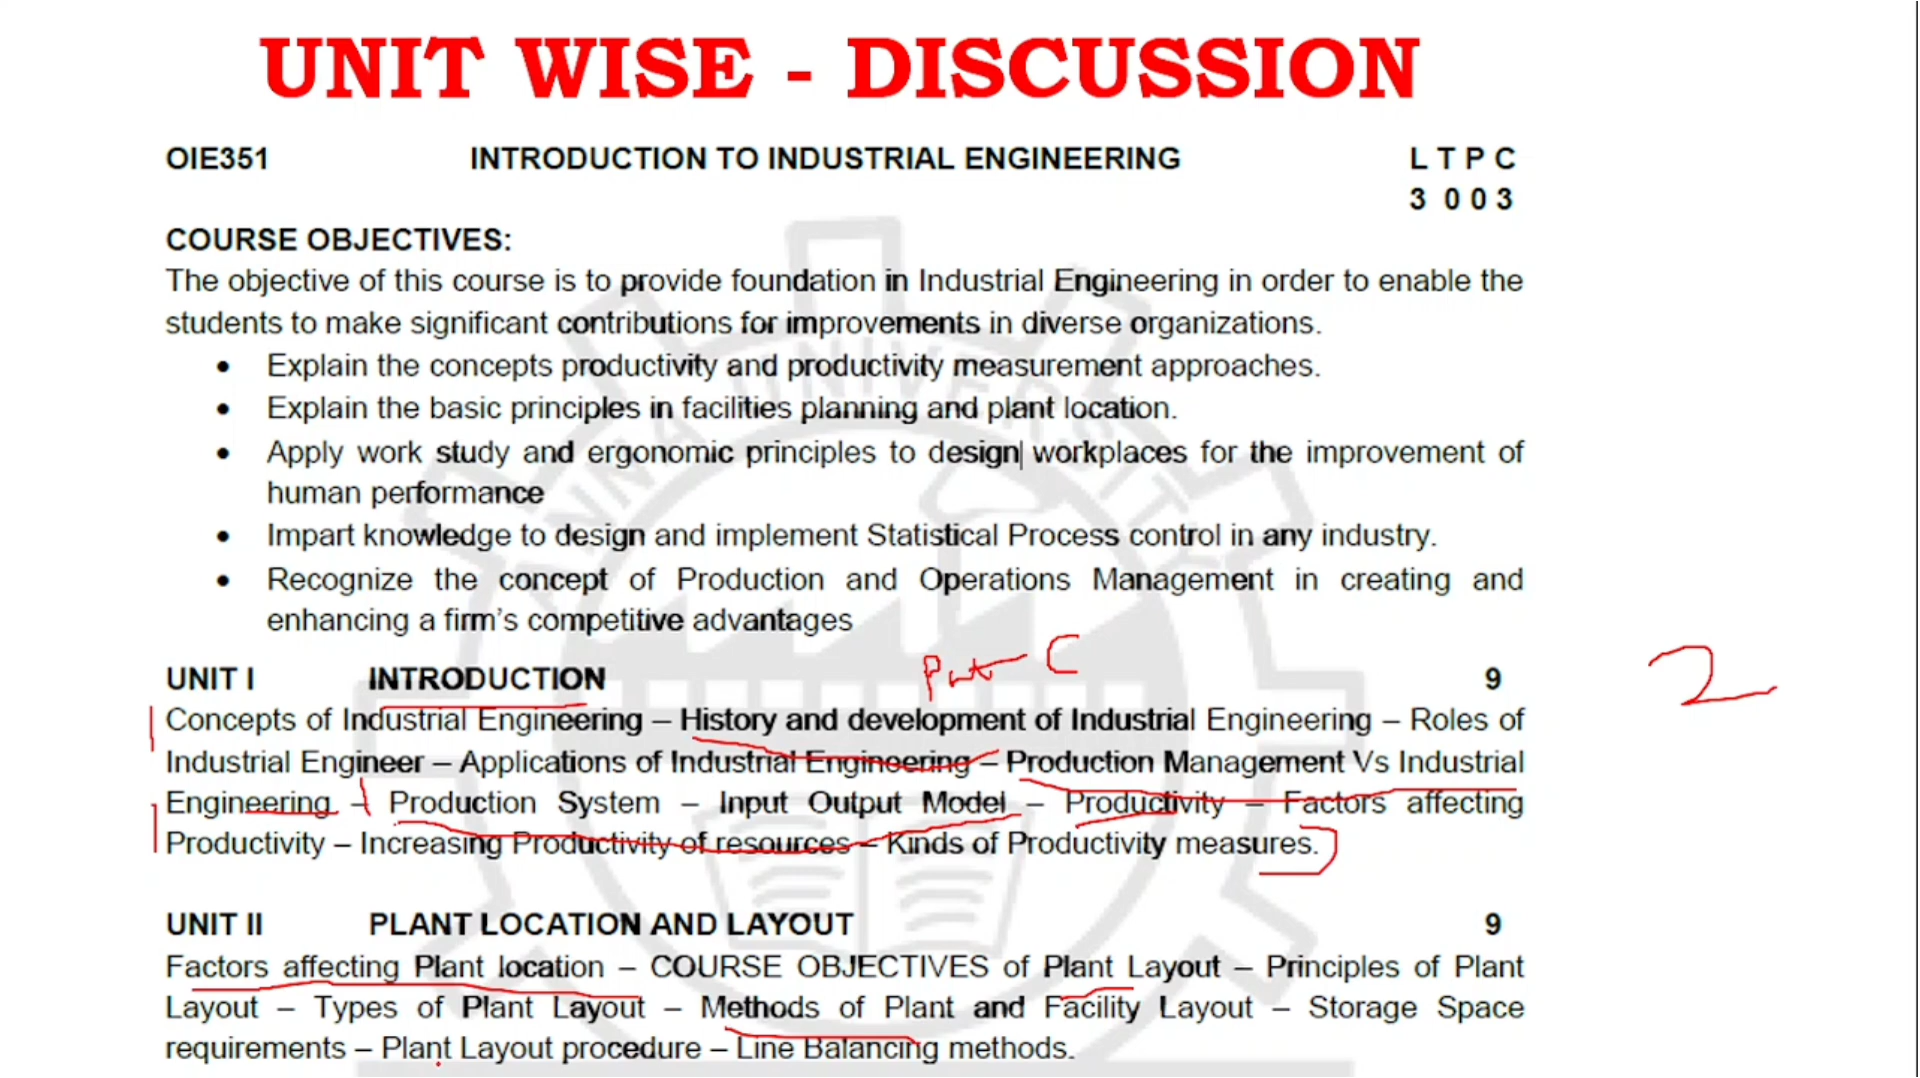 UNIT WISE - DISCUSSION
OIE351 INTRODUCTION TO INDUSTRIAL ENGINEERING L T P C
3 0 0 3
COURSE OBJECTIVES:
The objective of this course is to provide foundation in Industrial Engineering in order to enable the
students to make significant contributions for improvements in diverse organizations.
• Explain the concepts productivity and productivity measurement approaches.
• Explain the basic principles in facilities planning and plant location.
• Apply work study and ergonomic principles to design workplaces for the improvement of
human performance
• Impart knowledge to design and implement Statistical Process control in any industry.
• Recognize the concept of Production and Operations Management in creating and
enhancing a firm's competitive advantages
Part C
UNIT I INTRODUCTION 9
2
Concepts of Industrial Engineering – History and development of Industrial Engineering – Roles of
Industrial Engineer – Applications of Industrial Engineering – Production Management Vs Industrial
Engineering – Production System – Input Output Model – Productivity – Factors affecting
Productivity – Increasing Productivity of resources – Kinds of Productivity measures.
UNIT II PLANT LOCATION AND LAYOUT 9
Factors affecting Plant location – COURSE OBJECTIVES of Plant Layout – Principles of Plant
Layout – Types of Plant Layout – Methods of Plant and Facility Layout – Storage Space
requirements – Plant Layout procedure – Line Balancing methods.